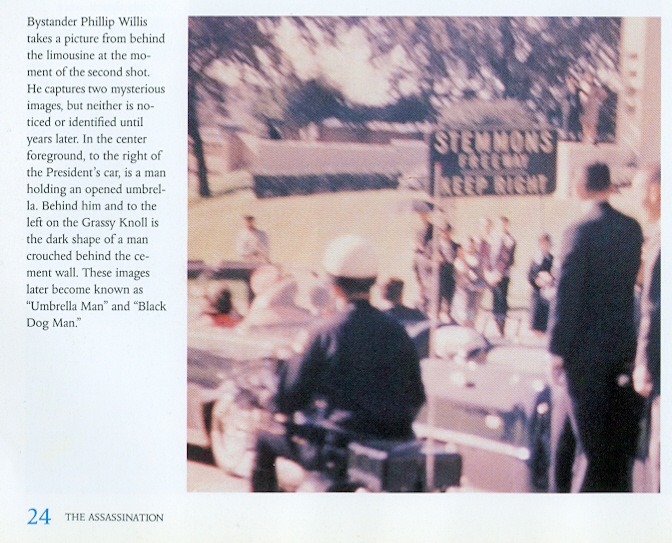 Bystander Phillip Willis
takes a picture from behind
the limousine at the mo-
ment of the second shot.
He captures two mysterious
images, but neither is no-
ticed or identified until
years later. In the center
foreground, to the right of
the President's car, is a man
holding an opened umbrel-
la. Behind him and to the
left on the Grassy Knoll is
the dark shape of a man
crouched behind the ce-
ment wall. These images
later become known as
"Umbrella Man" and "Black
Dog Man."
STEMMONS
FREEWAY
KEEP RIGHT
24 THE ASSASSINATION